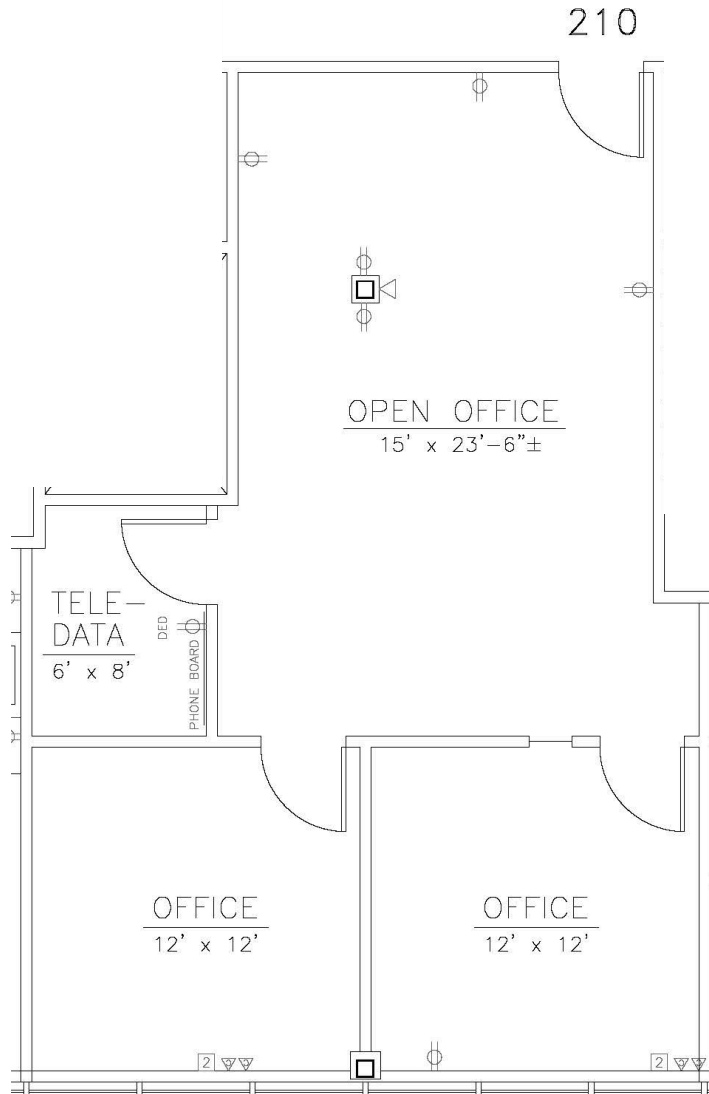 210
OPEN OFFICE
15' x 23'-6"±
TELE-
DATA
6' x 8'
DED
PHONE BOARD
OFFICE
12' x 12'
OFFICE
12' x 12'
2
2